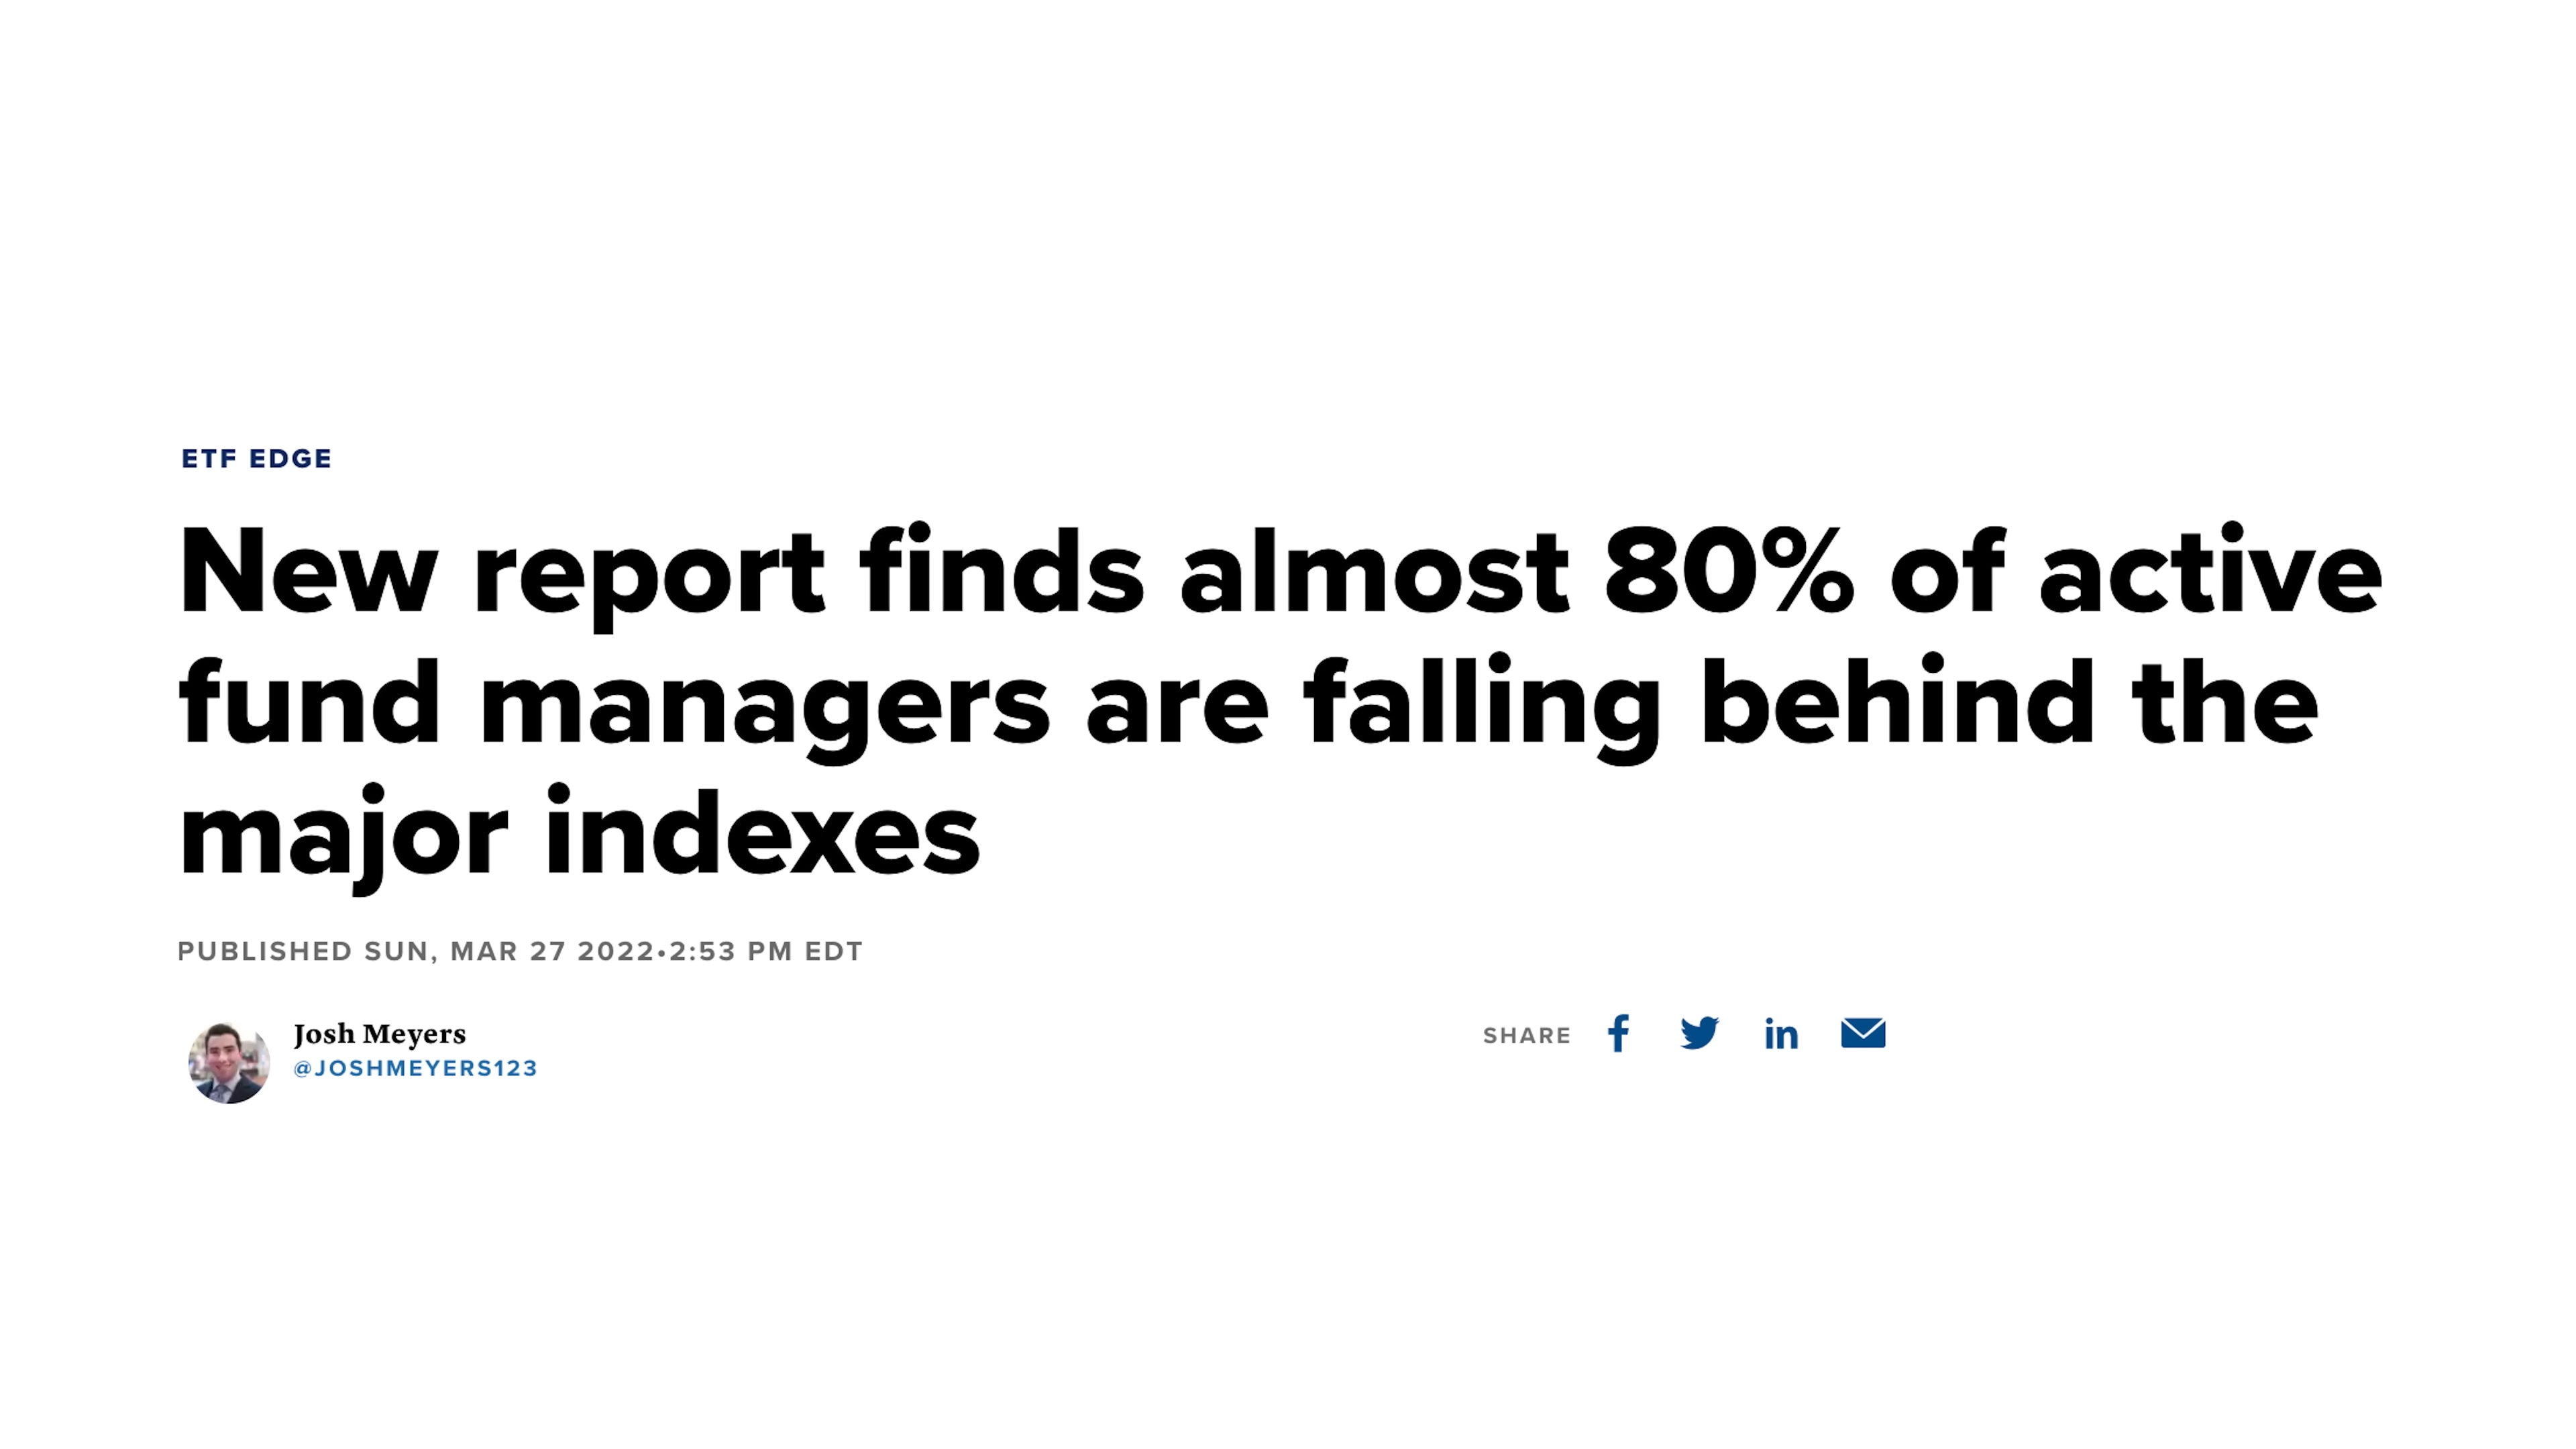 ETF EDGE
New report finds almost 80% of active
fund managers are falling behind the
major indexes
PUBLISHED SUN, MAR 27 2022•2:53 PM EDT
Josh Meyers
@JOSHMEYERS123
SHARE